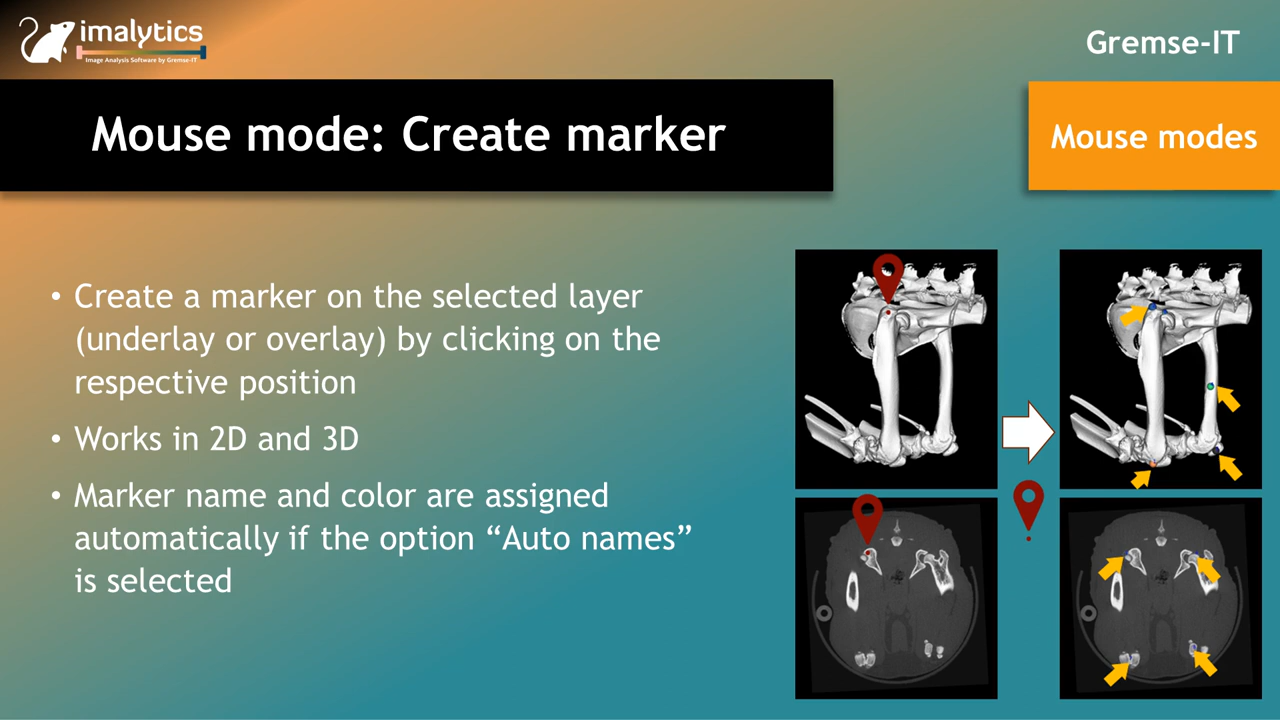 imalytics
Image Analysis Software by Gremse-IT
Gremse-IT
Mouse mode: Create marker
Mouse modes
• Create a marker on the selected layer
(underlay or overlay) by clicking on the
respective position
• Works in 2D and 3D
• Marker name and color are assigned
automatically if the option “Auto names”
is selected